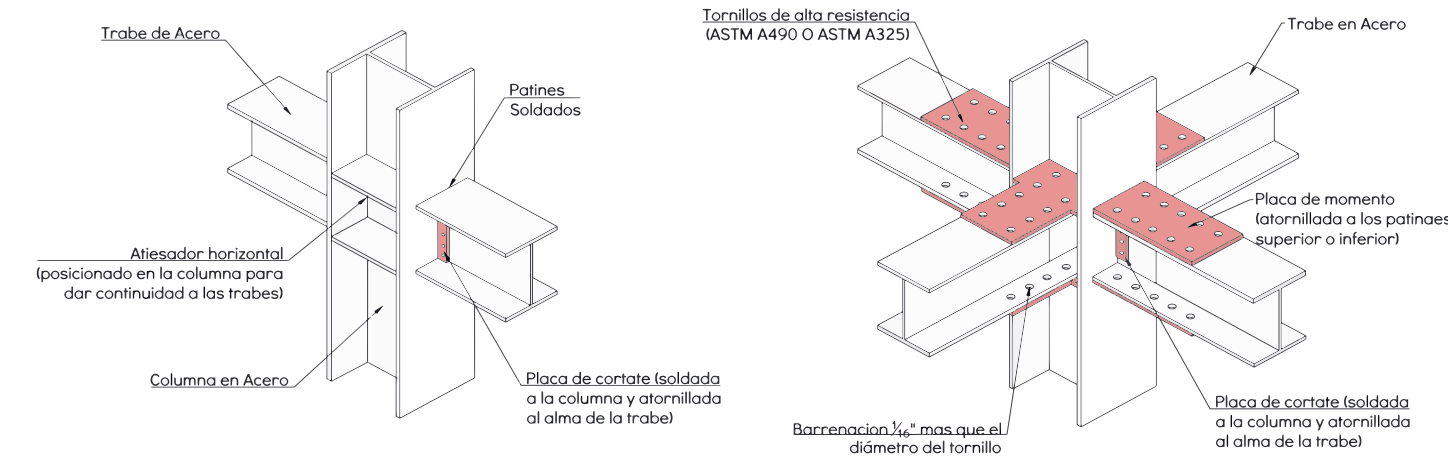 Trabe de Acero
Patines
Soldados
Atiesador horizontal
(posicionado en la columna para
dar continuidad a las trabes)
Columna en Acero
Placa de cortate (soldada
a la columna y atornillada
al alma de la trabe)
Tornillos de alta resistencia
(ASTM A490 O ASTM A325)
Trabe en Acero
Placa de momento
(atornillada a los patinaes
superior o inferior)
Barrenacion 1/16" mas que el
diámetro del tornillo
Placa de cortate (soldada
a la columna y atornillada
al alma de la trabe)